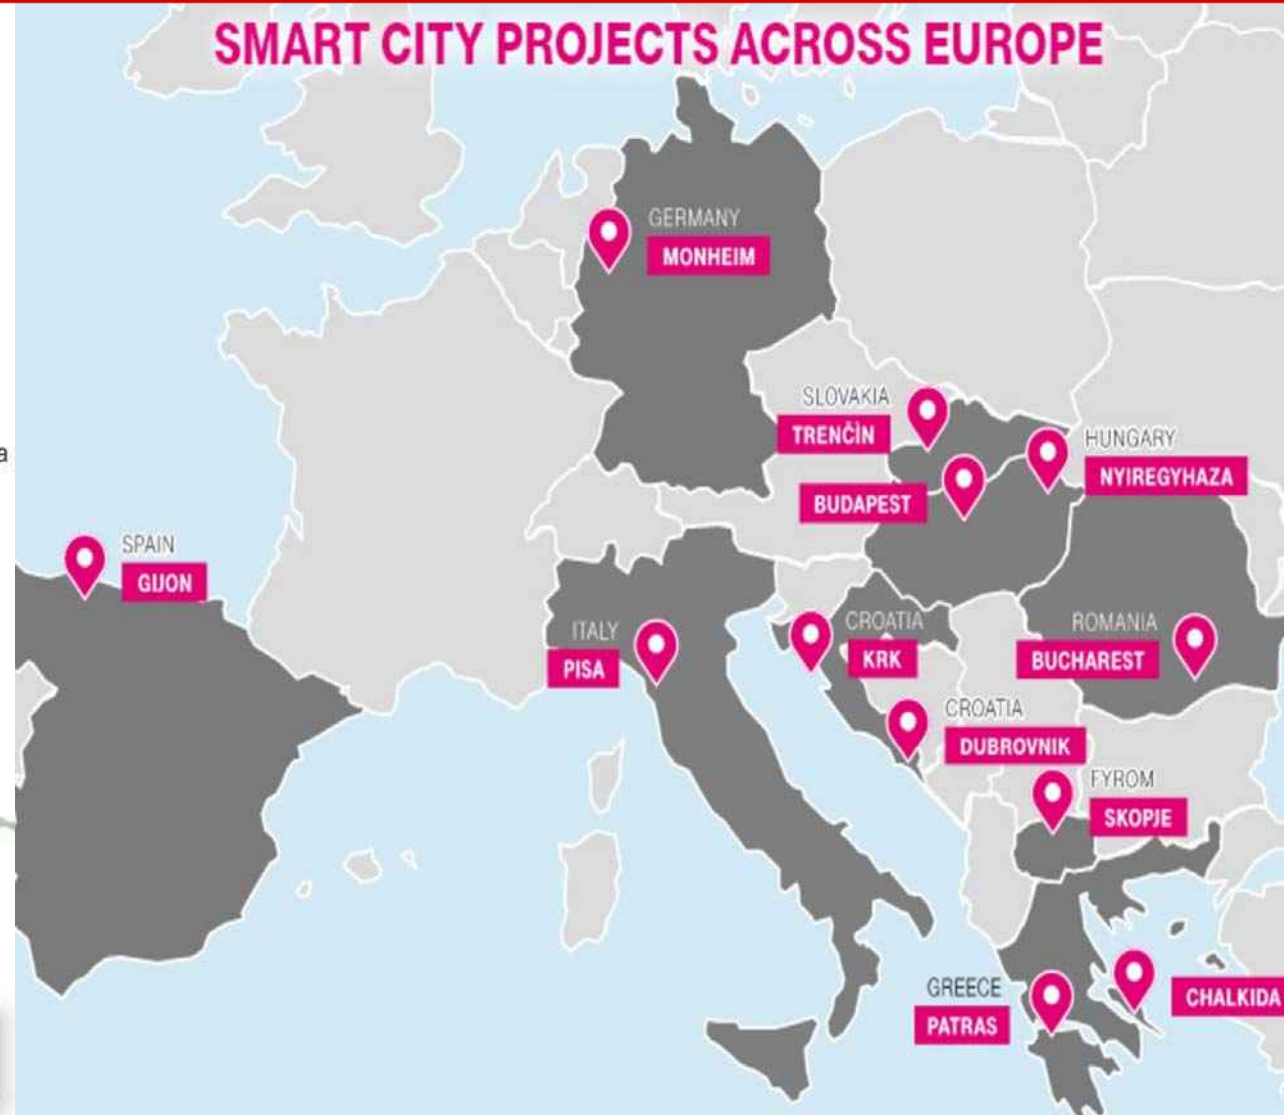 SMART CITY PROJECTS ACROSS EUROPE
GERMANY
MONHEIM
SLOVAKIA
TRENČÌN
HUNGARY
NYIREGYHAZA
BUDAPEST
a
SPAIN
GIJON
ITALY
PISA
CROATIA
KRK
ROMANIA
BUCHAREST
CROATIA
DUBROVNIK
FYROM
SKOPJE
GREECE
PATRAS
CHALKIDA